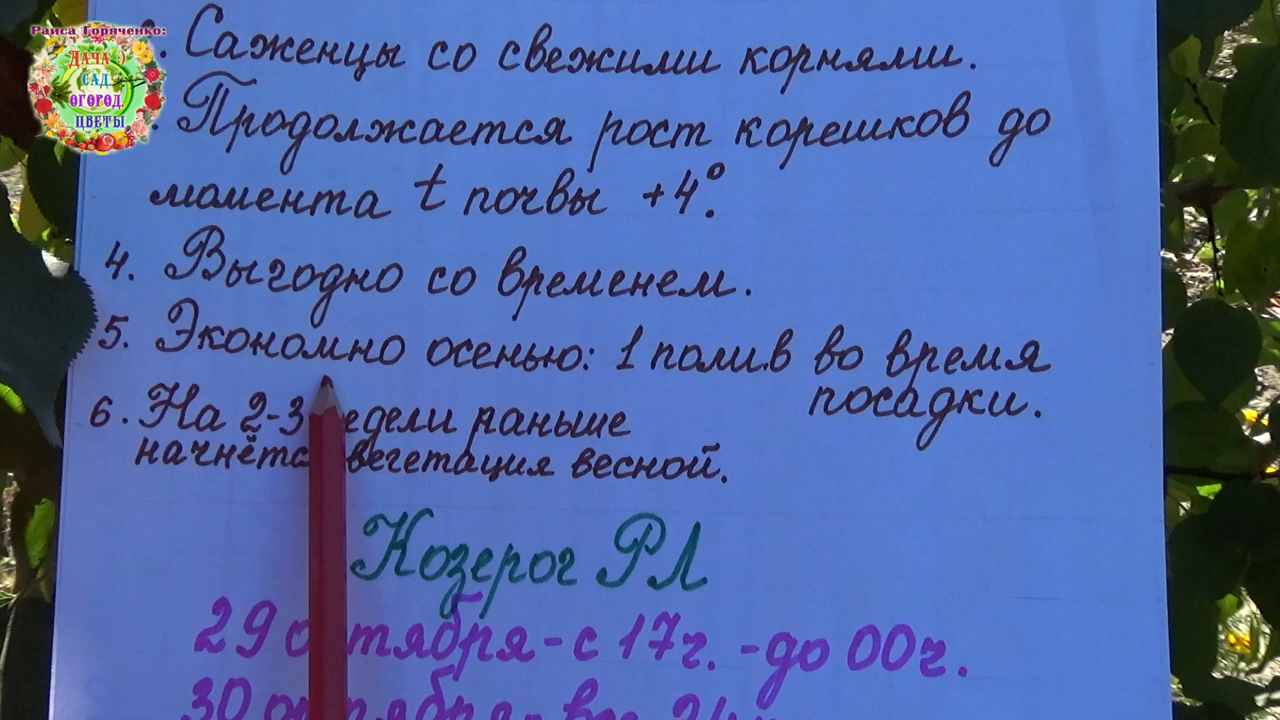 Раиса Горяченко:
ДАЧА
САД
ОГОРОД,
ЦВЕТЫ
Саженцы со свежими корнями.
Продолжается рост корешков до
момента t почвы +4°.
4. Выгодно со временем.
5. Экономно осенью: 1 полив во время
посадки.
6. На 2-3 недели раньше
начнётся вегетация весной.
Козерог РЛ
29 октября - с 17ч. - до 00ч.
30 октября -